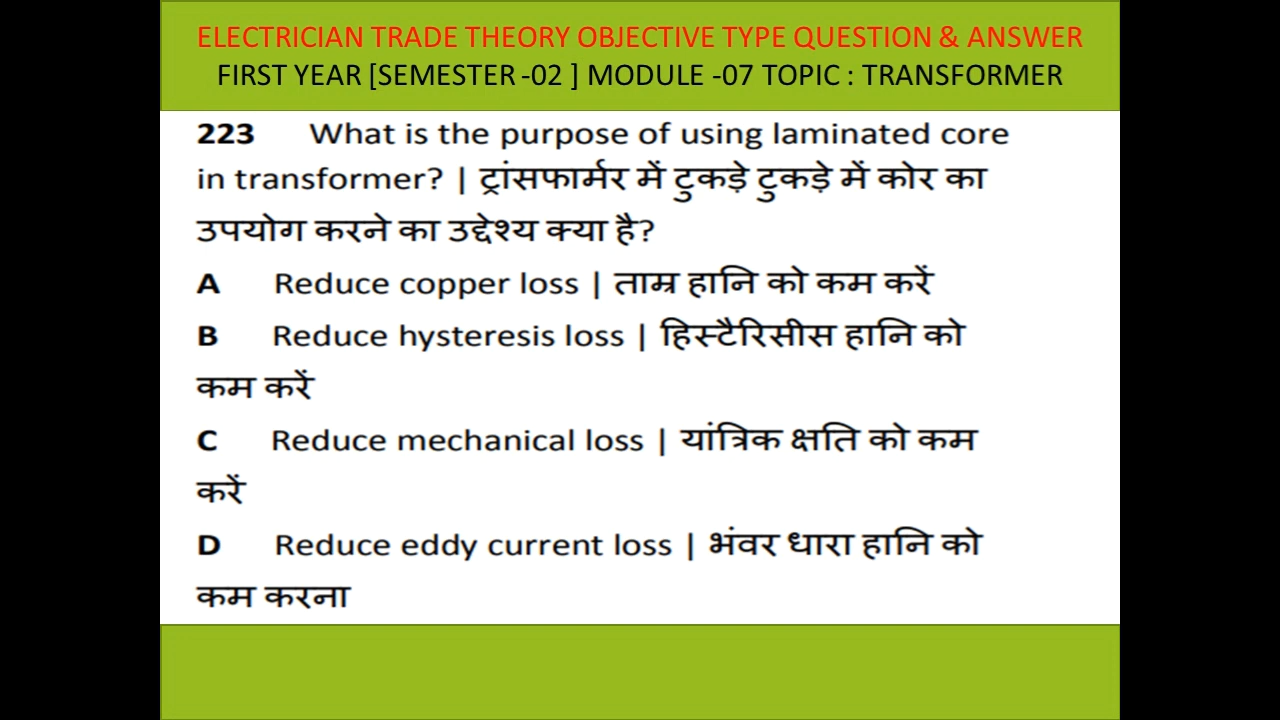 ELECTRICIAN TRADE THEORY OBJECTIVE TYPE QUESTION & ANSWER
FIRST YEAR [SEMESTER -02 ] MODULE -07 TOPIC : TRANSFORMER
223 What is the purpose of using laminated core
in transformer? | ट्रांसफार्मर में टुकड़े टुकड़े में कोर का
उपयोग करने का उद्देश्य क्या है?
A Reduce copper loss | ताम्र हानि को कम करें
B Reduce hysteresis loss | हिस्टैरिसीस हानि को
कम करें
C Reduce mechanical loss | यांत्रिक क्षति को कम
करें
D Reduce eddy current loss | भंवर धारा हानि को
कम करना